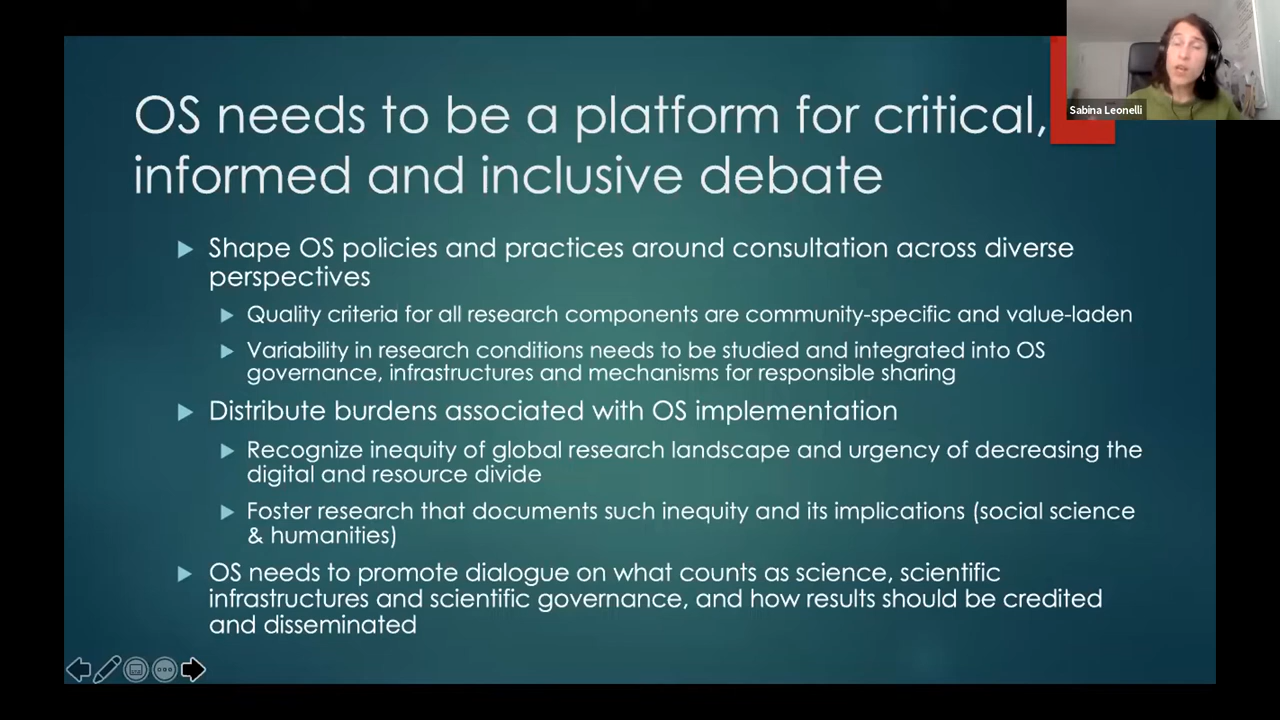 Sabina Leonelli
OS needs to be a platform for critical,
informed and inclusive debate
Shape OS policies and practices around consultation across diverse
perspectives
Quality criteria for all research components are community-specific and value-laden
Variability in research conditions needs to be studied and integrated into OS
governance, infrastructures and mechanisms for responsible sharing
Distribute burdens associated with OS implementation
Recognize inequity of global research landscape and urgency of decreasing the
digital and resource divide
Foster research that documents such inequity and its implications (social science
& humanities)
OS needs to promote dialogue on what counts as science, scientific
infrastructures and scientific governance, and how results should be credited
and disseminated